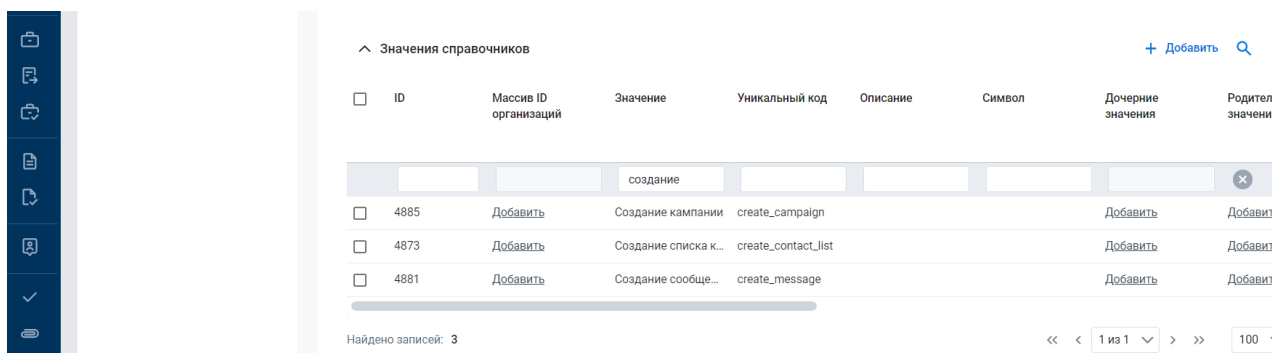 Значения справочников
+ Добавить
ID Массив ID организаций Значение Уникальный код Описание Символ Дочерние значения Родител значени
создание
4885 Добавить Создание кампании create_campaign Добавить Добавит
4873 Добавить Создание списка к... create_contact_list Добавить Добавит
4881 Добавить Создание сообще... create_message Добавить Добавит
Найдено записей: 3 << < 1 из 1 > >> 100